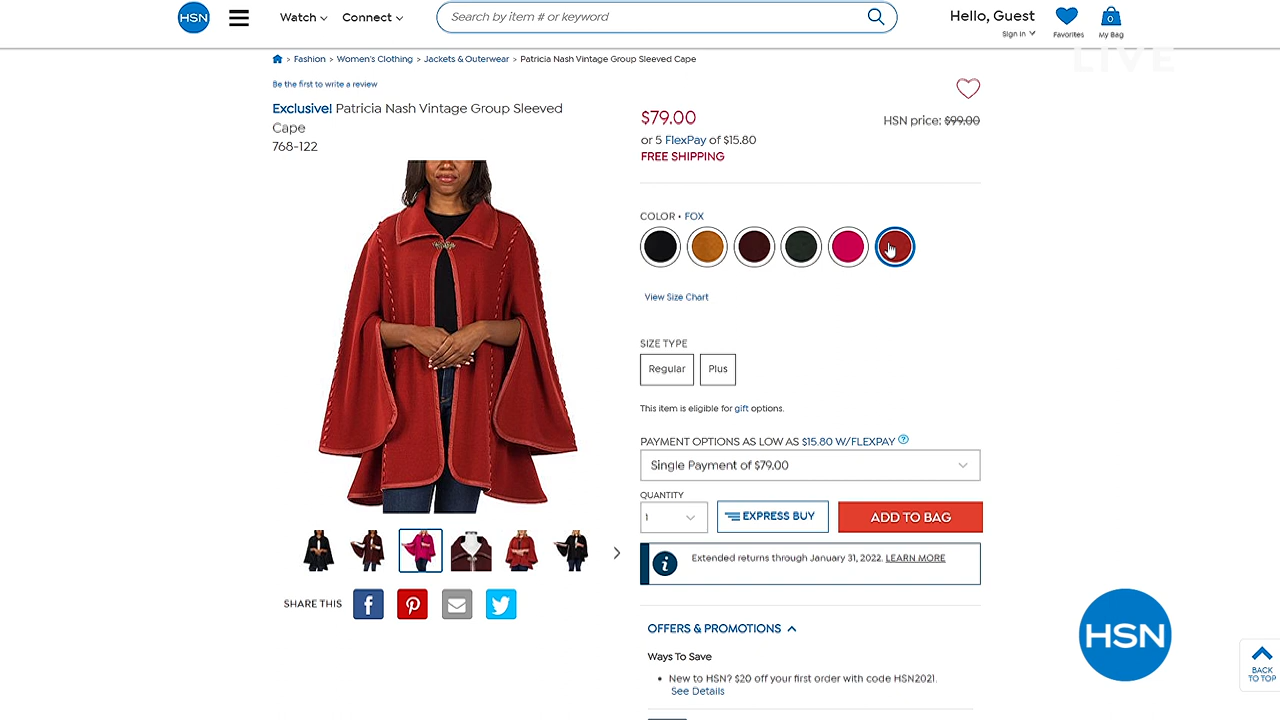 HSN
Watch
Connect
Search by item # or keyword
Hello, Guest
Sign in
Favorites
0
My Bag
LIVE
> Fashion > Women's Clothing > Jackets & Outerwear > Patricia Nash Vintage Group Sleeved Cape
Be the first to write a review
Exclusive! Patricia Nash Vintage Group Sleeved
Cape
768-122
$79.00
HSN price: $99.00
or 5 FlexPay of $15.80
FREE SHIPPING
COLOR • FOX
View Size Chart
SIZE TYPE
Regular
Plus
This item is eligible for gift options.
PAYMENT OPTIONS AS LOW AS $15.80 W/FLEXPAY ?
Single Payment of $79.00
QUANTITY
1
EXPRESS BUY
ADD TO BAG
i
Extended returns through January 31, 2022. LEARN MORE
SHARE THIS
OFFERS & PROMOTIONS
Ways To Save
• New to HSN? $20 off your first order with code HSN2021.
See Details
HSN
BACK
TO TOP